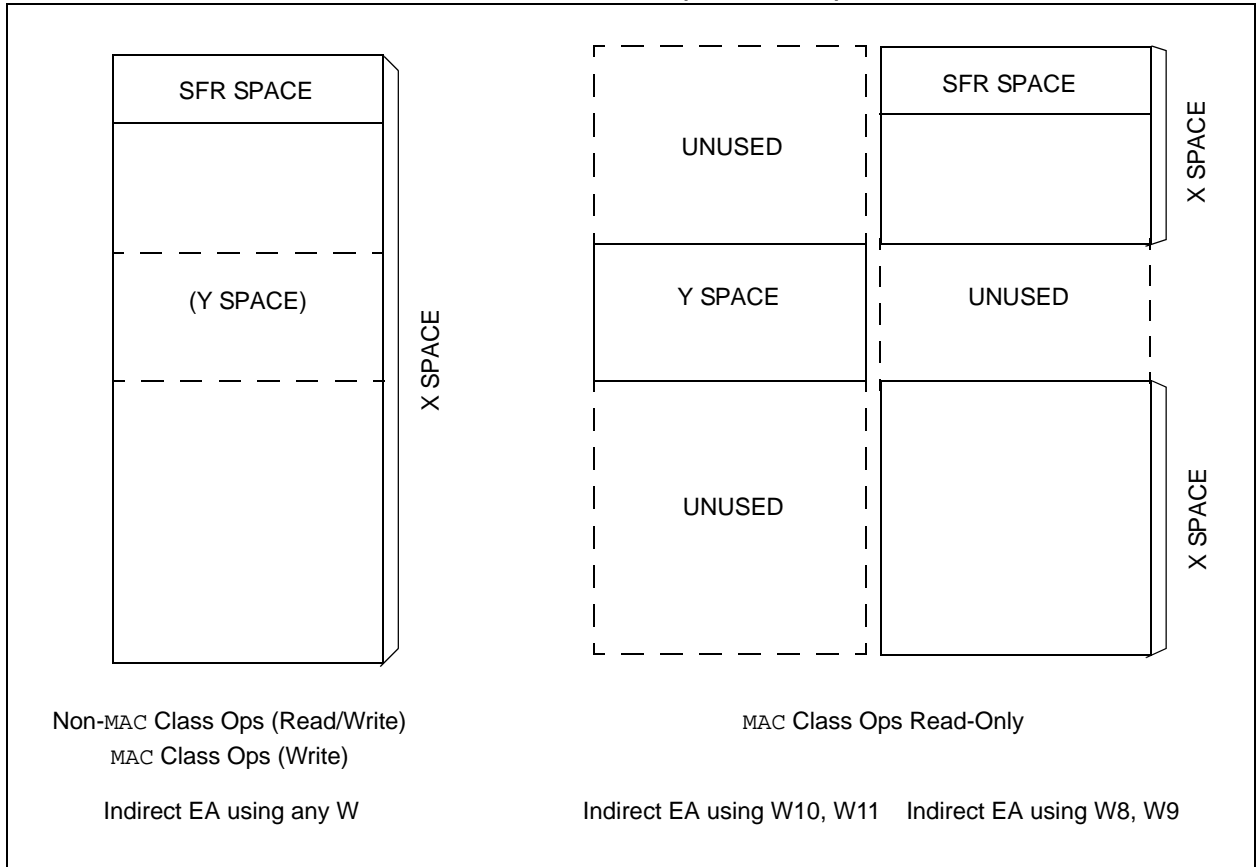 SFR SPACE
(Y SPACE)
X SPACE
UNUSED
Y SPACE
UNUSED
SFR SPACE
UNUSED
X SPACE
X SPACE
Non-MAC Class Ops (Read/Write)
MAC Class Ops (Write)
MAC Class Ops Read-Only
Indirect EA using any W
Indirect EA using W10, W11
Indirect EA using W8, W9